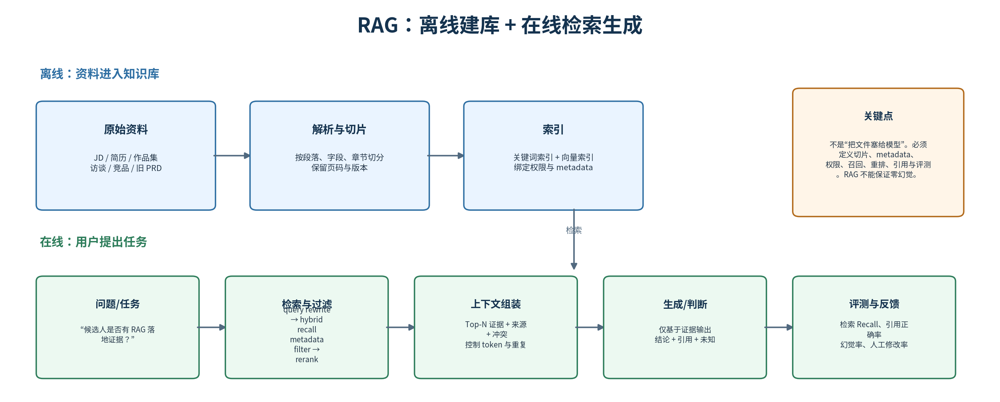 RAG：离线建库 + 在线检索生成
离线：资料进入知识库
原始资料
JD / 简历 / 作品集
访谈 / 竞品 / 旧 PRD
解析与切片
按段落、字段、章节切分
保留页码与版本
索引
关键词索引 + 向量索引
绑定权限与 metadata
关键点
不是“把文件塞给模型”。必须
定义切片、metadata、
权限、召回、重排、引用与评测
。RAG 不能保证零幻觉。
检索
在线：用户提出任务
问题/任务
“候选人是否有 RAG 落
地证据？”
检索与过滤
query rewrite
→ hybrid
recall
metadata
filter →
rerank
上下文组装
Top-N 证据 + 来源
+ 冲突
控制 token 与重复
生成/判断
仅基于证据输出
结论 + 引用 + 未知
评测与反馈
检索 Recall、引用正
确率
幻觉率、人工修改率